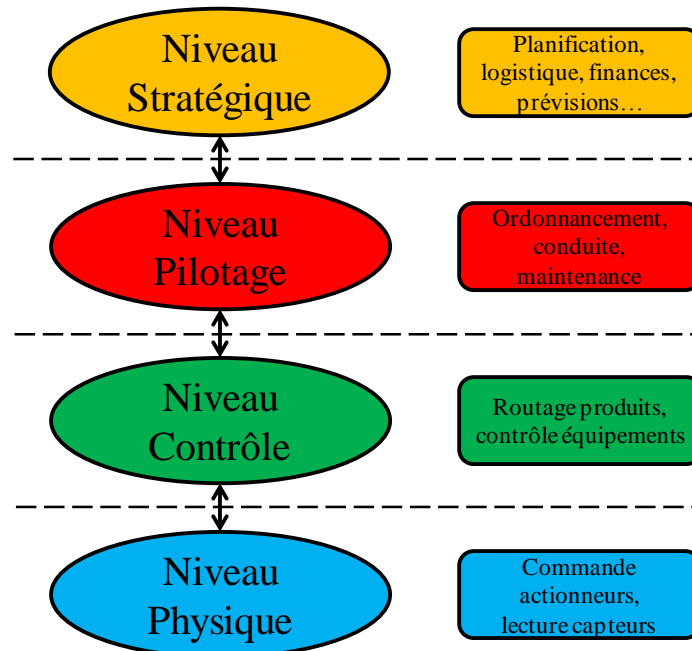 Niveau
Stratégique
Planification,
logistique, finances,
prévisions…
Niveau
Pilotage
Ordonnancement,
conduite,
maintenance
Niveau
Contrôle
Routage produits,
contrôle équipements
Niveau
Physique
Commande
actionneurs,
lecture capteurs